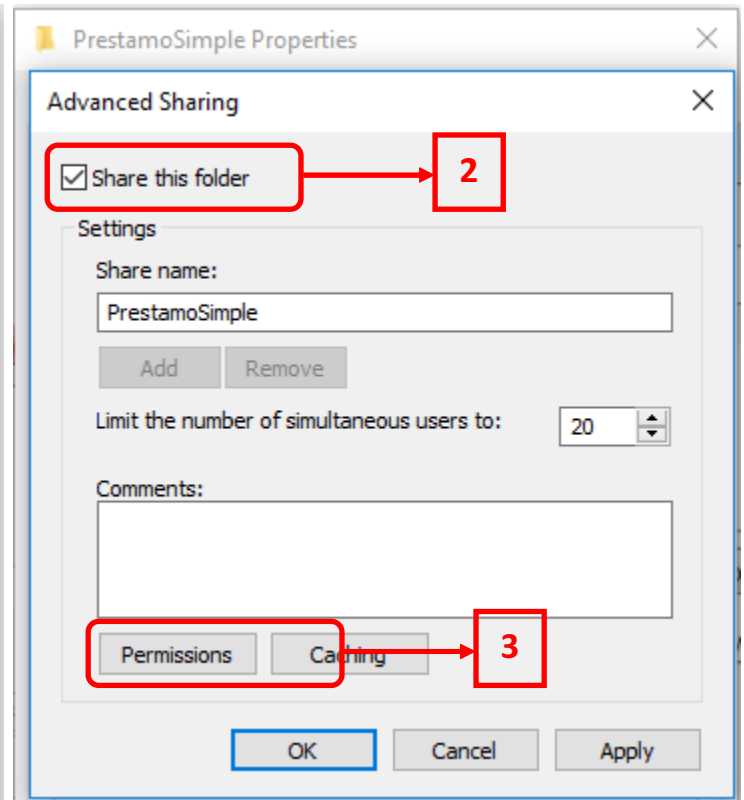 PrestamoSimple Properties
Advanced Sharing
Share this folder
2
Settings
Share name:
PrestamoSimple
Add Remove
Limit the number of simultaneous users to: 20
Comments:
Permissions Caching
3
OK Cancel Apply